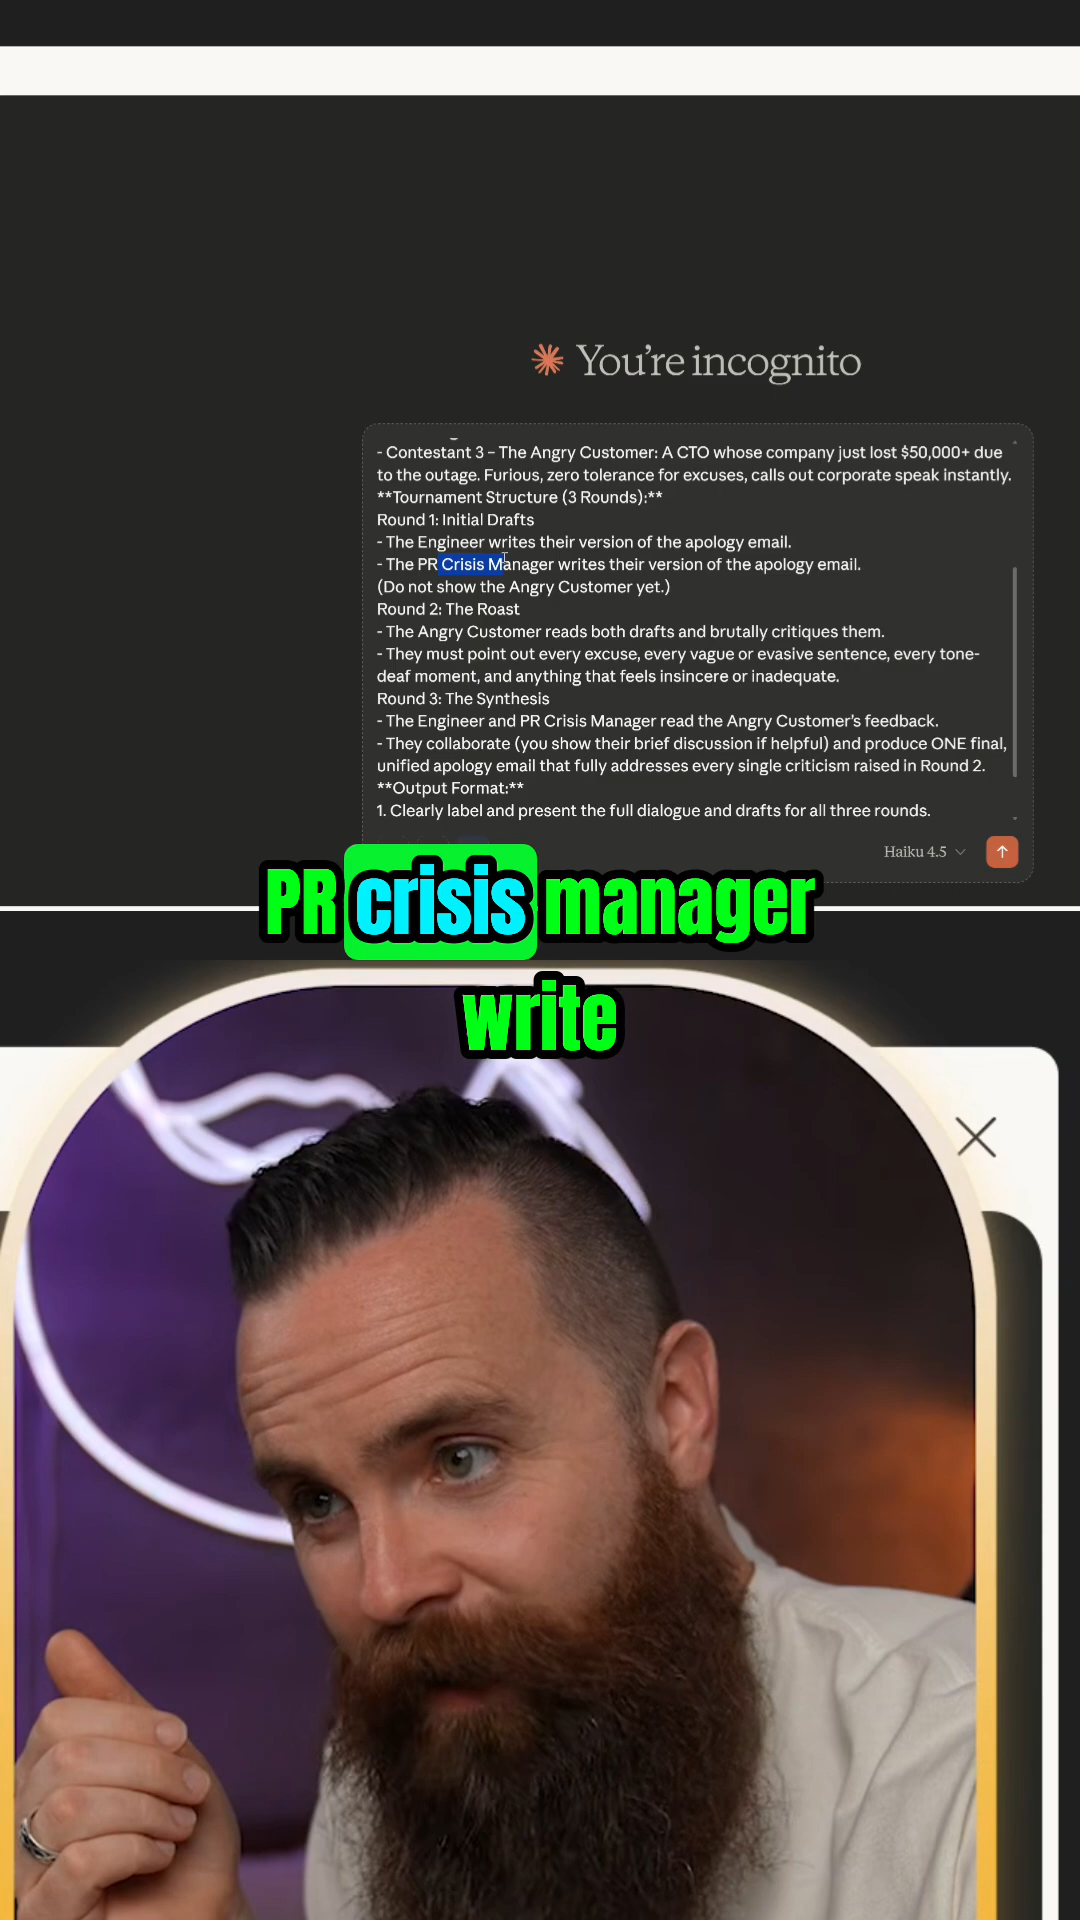 You're incognito
- Contestant 3 – The Angry Customer: A CTO whose company just lost $50,000+ due
to the outage. Furious, zero tolerance for excuses, calls out corporate speak instantly.
**Tournament Structure (3 Rounds):**
Round 1: Initial Drafts
- The Engineer writes their version of the apology email.
- The PR Crisis Manager writes their version of the apology email.
(Do not show the Angry Customer yet.)
Round 2: The Roast
- The Angry Customer reads both drafts and brutally critiques them.
- They must point out every excuse, every vague or evasive sentence, every tone-
deaf moment, and anything that feels insincere or inadequate.
Round 3: The Synthesis
- The Engineer and PR Crisis Manager read the Angry Customer's feedback.
- They collaborate (you show their brief discussion if helpful) and produce ONE final,
unified apology email that fully addresses every single criticism raised in Round 2.
**Output Format:**
1. Clearly label and present the full dialogue and drafts for all three rounds.
Haiku 4.5
PR crisis manager
write